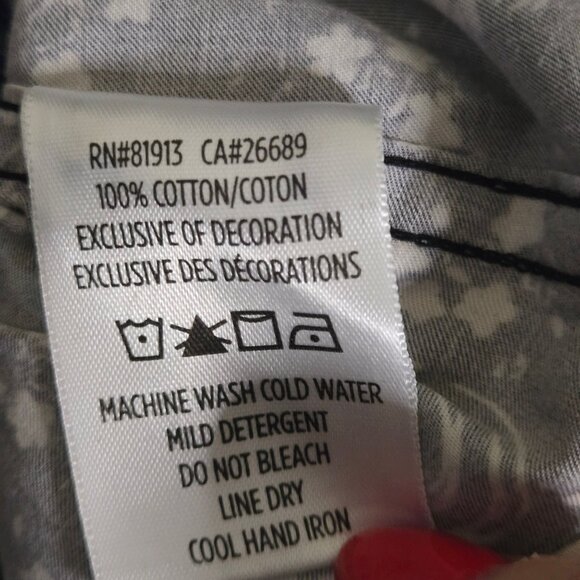 RN#81913 CA#26689
100% COTTON/COTON
EXCLUSIVE OF DECORATION
EXCLUSIVE DES DÉCORATIONS
MACHINE WASH COLD WATER
MILD DETERGENT
DO NOT BLEACH
LINE DRY
COOL HAND IRON